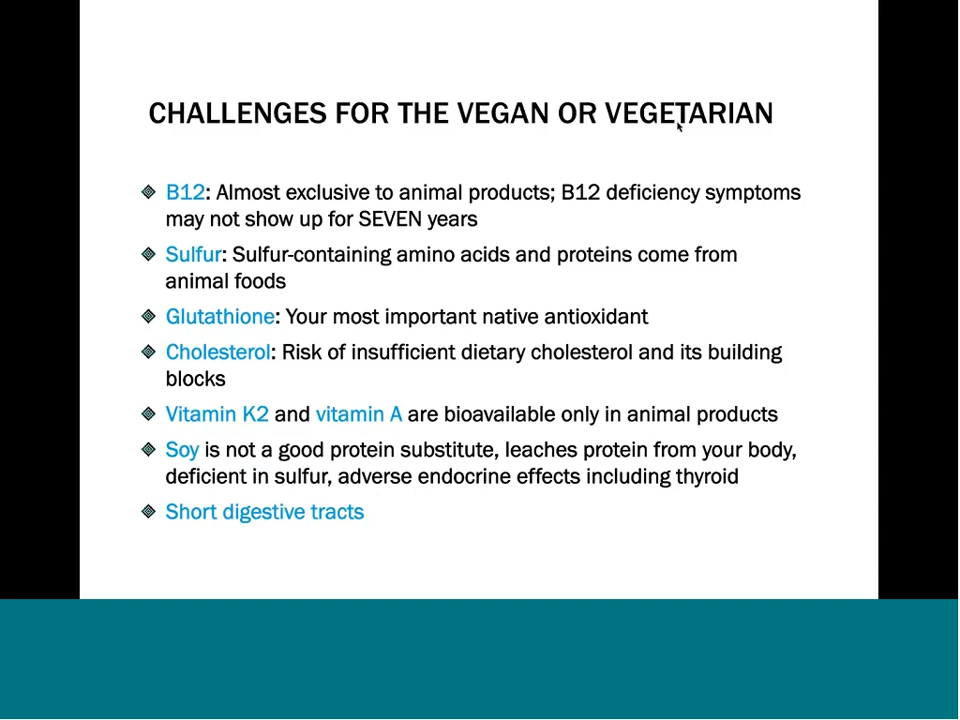 CHALLENGES FOR THE VEGAN OR VEGETARIAN
B12: Almost exclusive to animal products; B12 deficiency symptoms
may not show up for SEVEN years
Sulfur: Sulfur-containing amino acids and proteins come from
animal foods
Glutathione: Your most important native antioxidant
Cholesterol: Risk of insufficient dietary cholesterol and its building
blocks
Vitamin K2 and vitamin A are bioavailable only in animal products
Soy is not a good protein substitute, leaches protein from your body,
deficient in sulfur, adverse endocrine effects including thyroid
Short digestive tracts